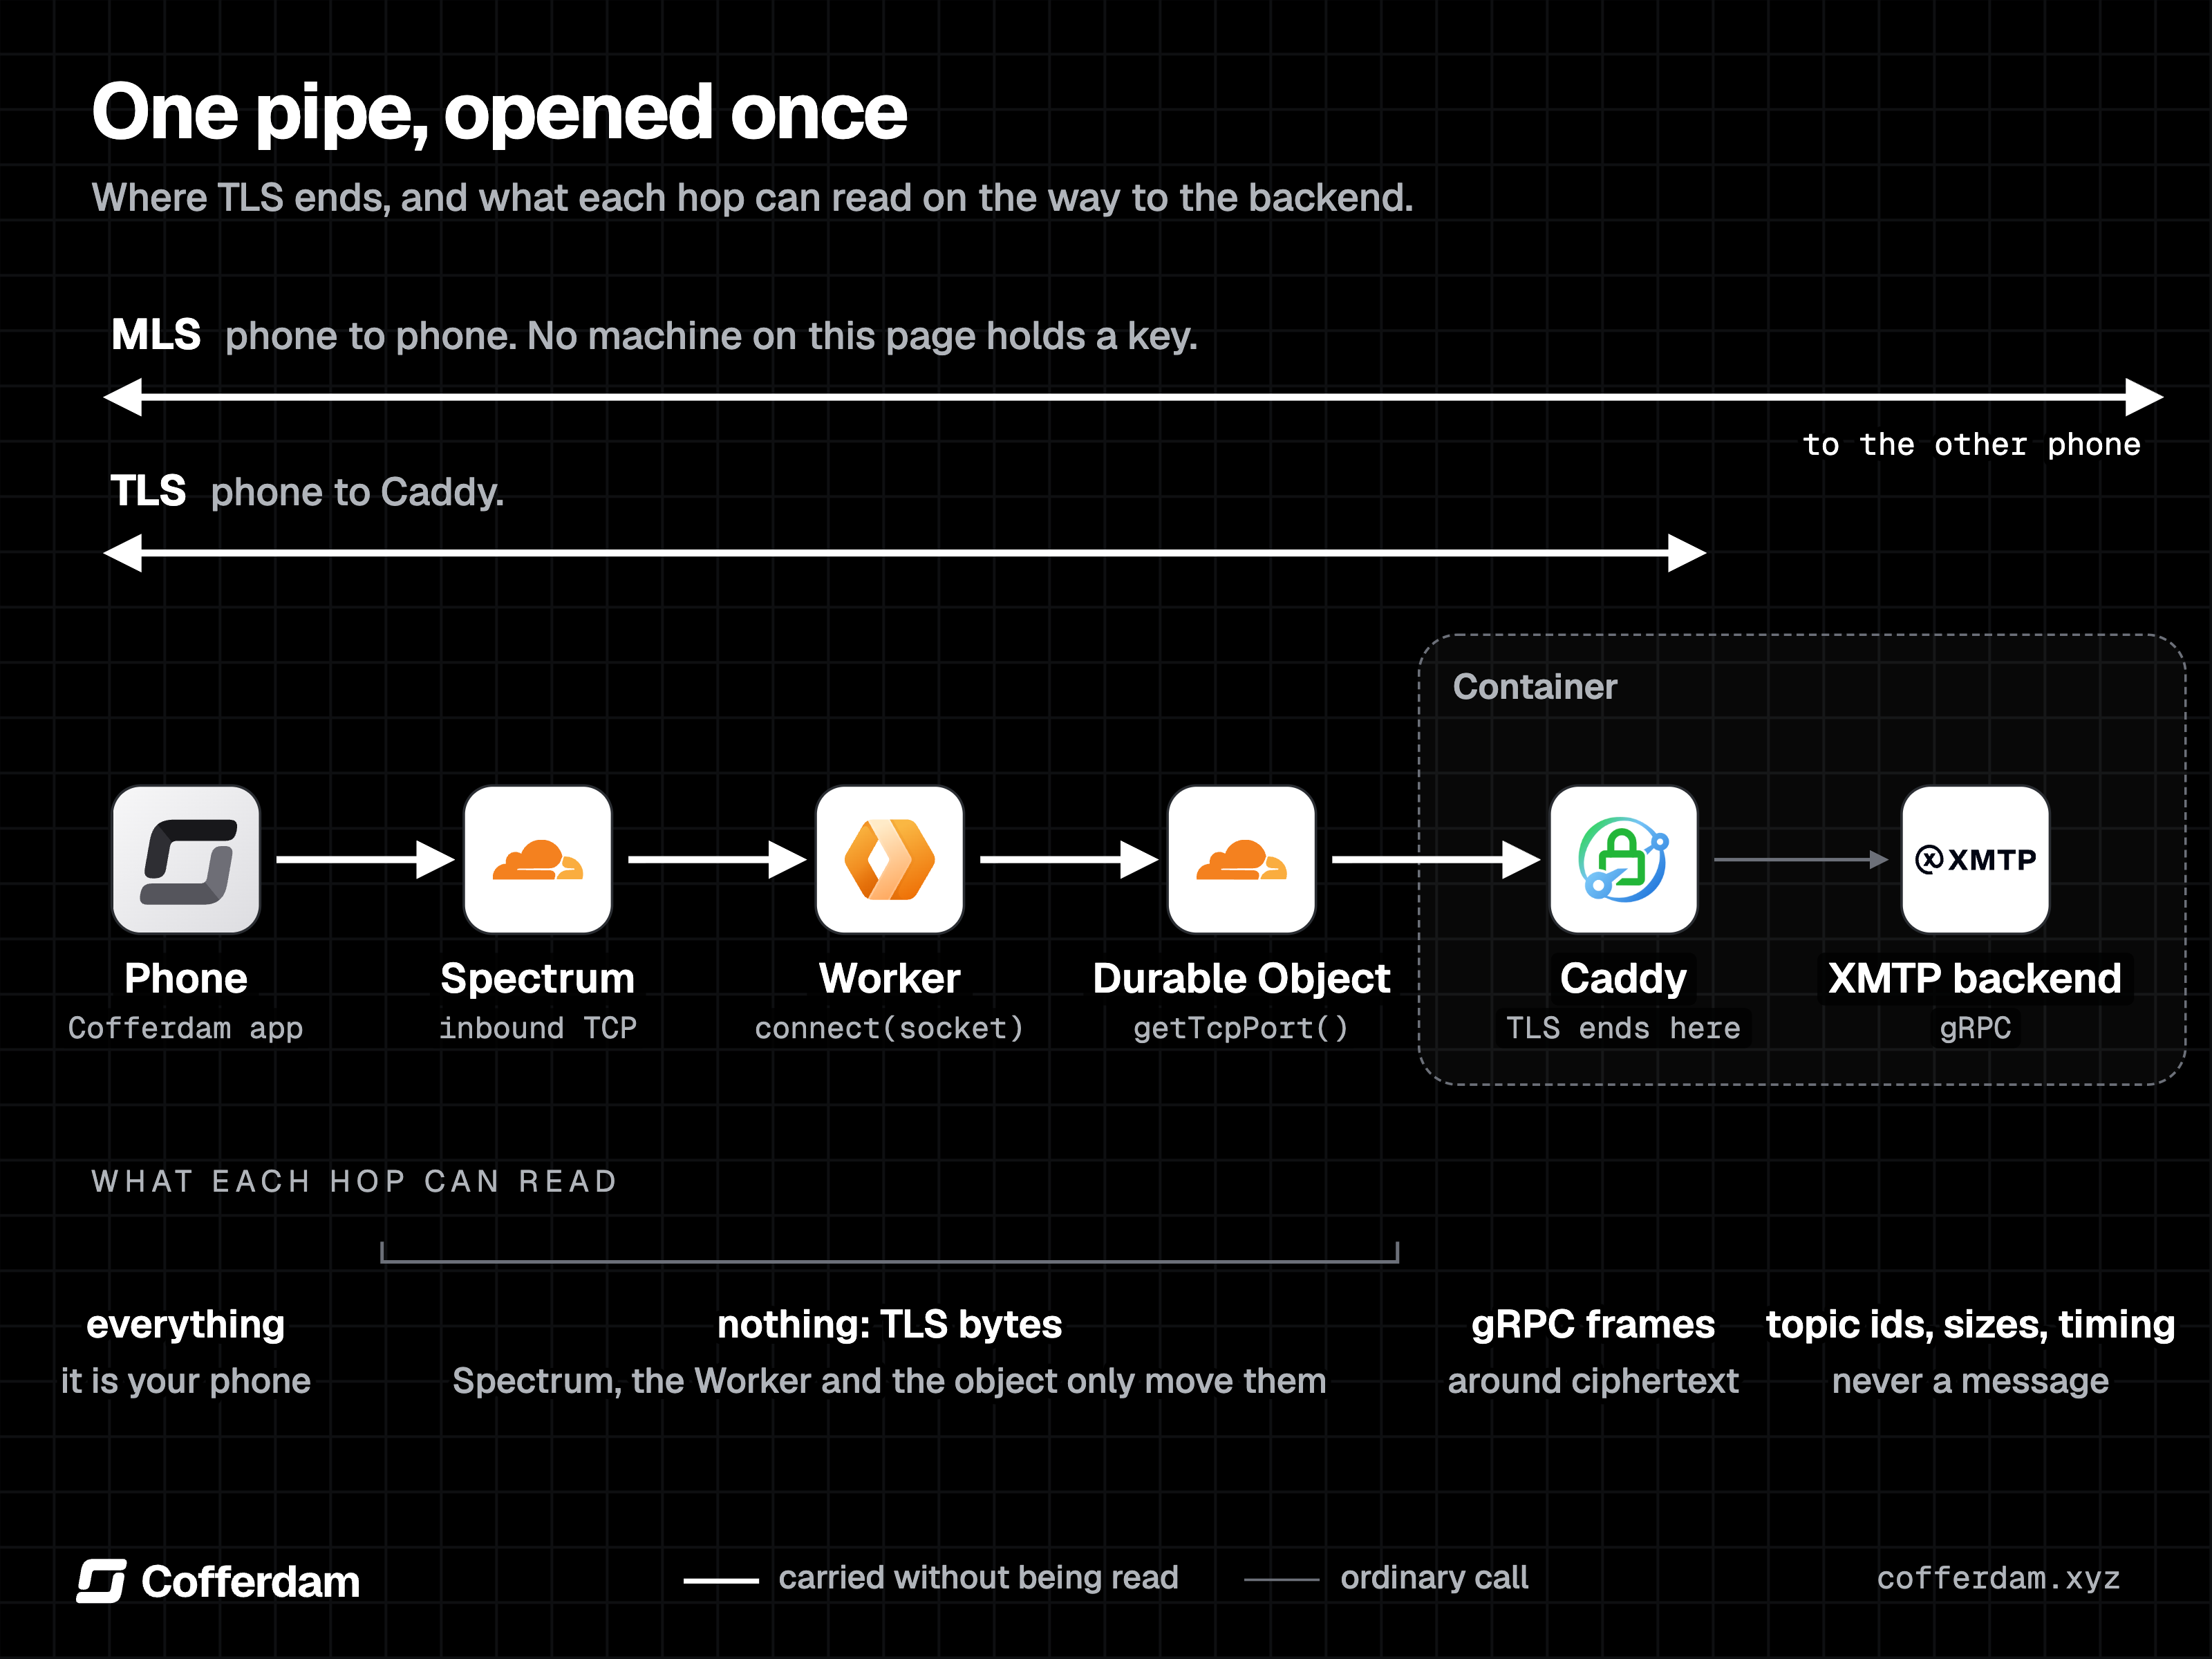 One pipe, opened once
Where TLS ends, and what each hop can read on the way to the backend.
MLS phone to phone. No machine on this page holds a key.
to the other phone
TLS phone to Caddy.
Container
XMTP
Phone
Cofferdam app
Spectrum
inbound TCP
Worker
connect(socket)
Durable Object
getTcpPort()
Caddy
TLS ends here
XMTP backend
gRPC
WHAT EACH HOP CAN READ
everything
it is your phone
nothing: TLS bytes
Spectrum, the Worker and the object only move them
gRPC frames
around ciphertext
topic ids, sizes, timing
never a message
Cofferdam
carried without being read
ordinary call
cofferdam.xyz